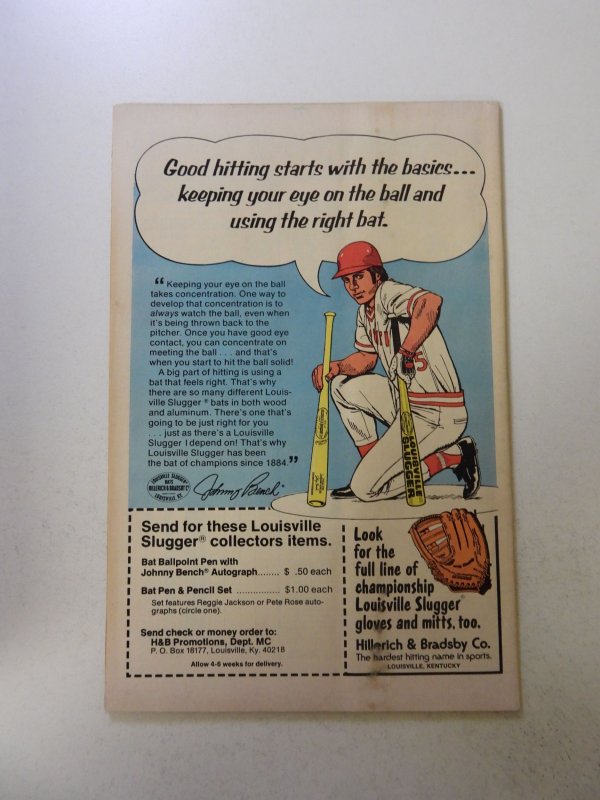 Good hitting starts with the basics...
keeping your eye on the ball and
using the right bat.
“ Keeping your eye on the ball
takes concentration. One way to
develop that concentration is to
always watch the ball, even when
it's being thrown back to the
pitcher. Once you have good eye
contact, you can concentrate on
meeting the ball . . . and that's
when you start to hit the ball solid!
A big part of hitting is using a
bat that feels right. That's why
there are so many different Louis-
ville Slugger ® bats in both wood
and aluminum. There's one that's
going to be just right for you
. . . just as there's a Louisville
Slugger I depend on! That's why
Louisville Slugger has been
the bat of champions since 1884.”
LOUISVILLE SLUGGER
BATS
HILLERICH & BRADSBY Co
LOUISVILLE, KY.
Johnny Bench
5
LOUISVILLE
SLUGGER
Send for these Louisville
Slugger® collectors items.
Bat Ballpoint Pen with
Johnny Bench® Autograph....... $ .50 each
Bat Pen & Pencil Set ................ $1.00 each
Set features Reggie Jackson or Pete Rose auto-
graphs (circle one).
Send check or money order to:
H&B Promotions, Dept. MC
P. O. Box 18177, Louisville, Ky. 40218
Allow 4-6 weeks for delivery.
Look
for the
full line of
championship
Louisville Slugger®
gloves and mitts, too.
Hillerich & Bradsby Co.
The hardest hitting name in sports.
LOUISVILLE, KENTUCKY